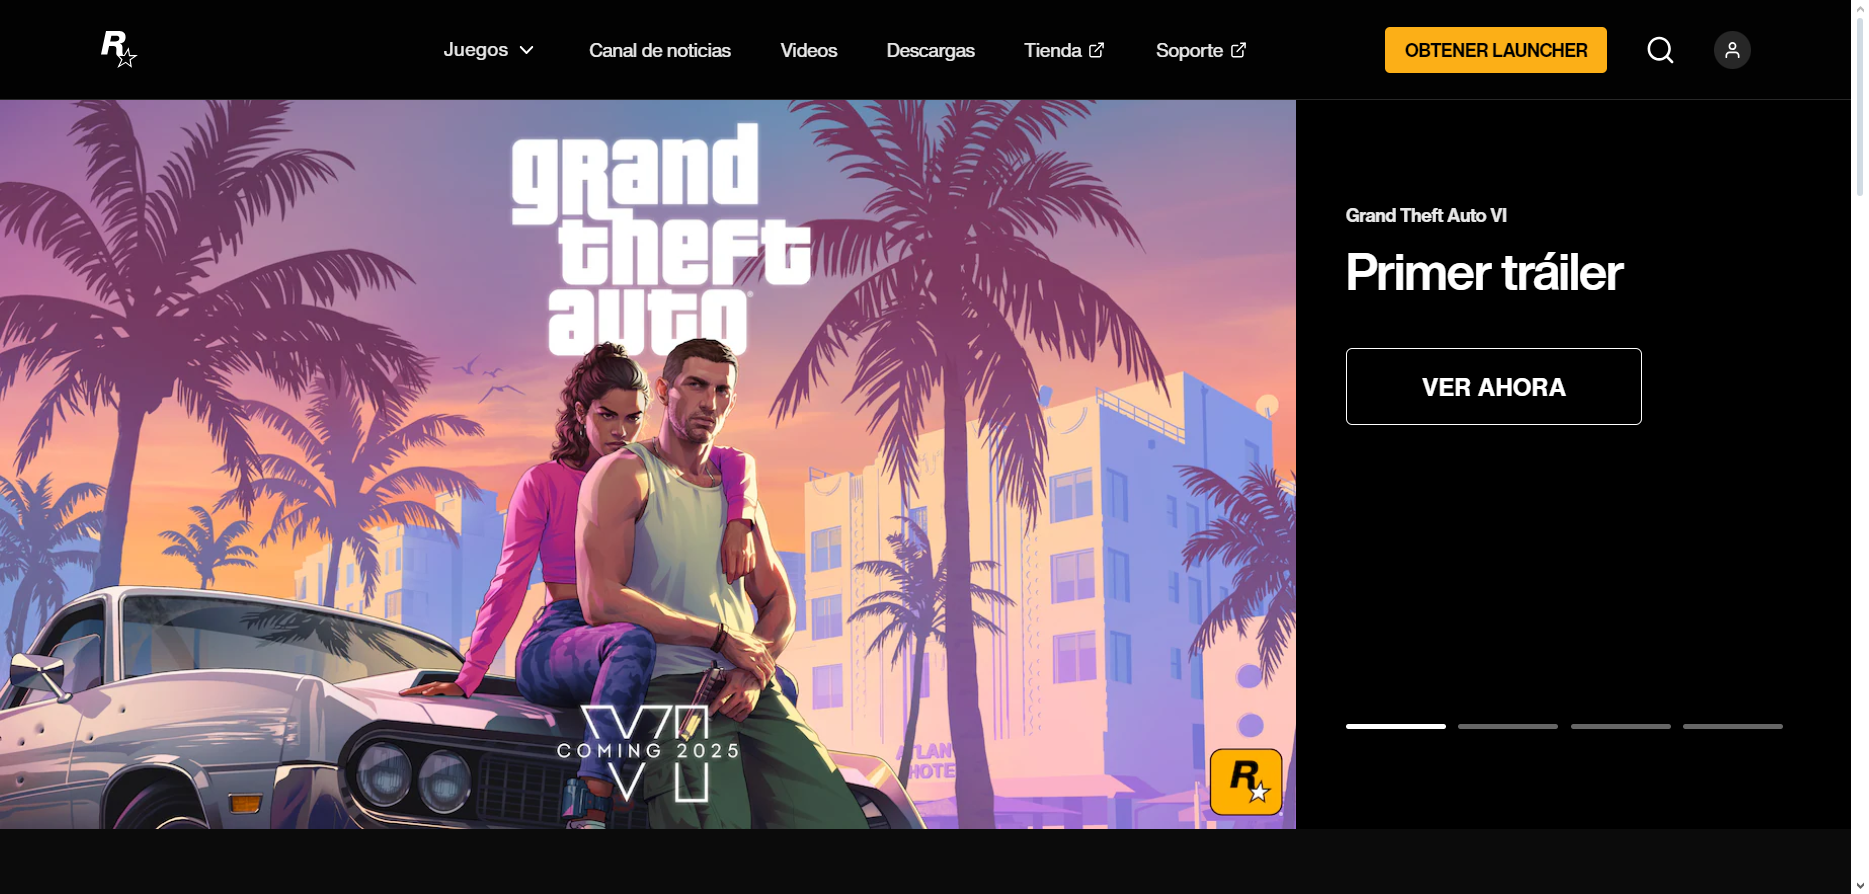 R
Juegos
Canal de noticias
Videos
Descargas
Tienda
Soporte
OBTENER LAUNCHER
grand
theft
auto
®
VI
COMING 2025
ATLAN
HOTE
R
Grand Theft Auto VI
Primer tráiler
VER AHORA